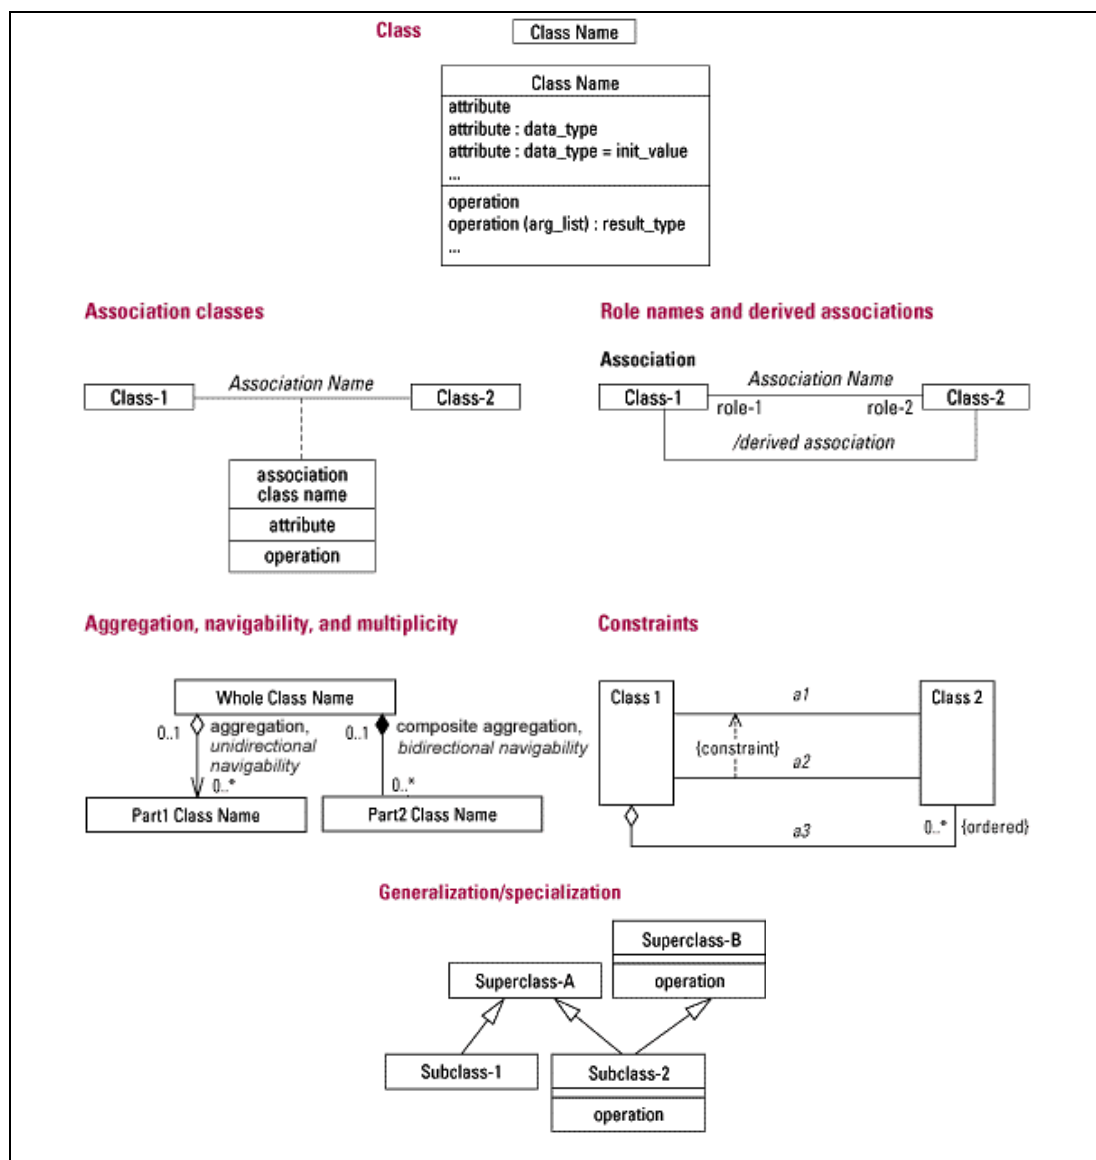 Class
Class Name
Class Name
attribute
attribute : data_type
attribute : data_type = init_value
...
operation
operation (arg_list) : result_type
...
Association classes
Class-1
Association Name
Class-2
association
class name
attribute
operation
Role names and derived associations
Association
Class-1
Association Name
Class-2
role-1
role-2
/derived association
Aggregation, navigability, and multiplicity
Whole Class Name
0..1
aggregation,
unidirectional
navigability
0..*
0..1
composite aggregation,
bidirectional navigability
0..*
Part1 Class Name
Part2 Class Name
Constraints
Class 1
a1
Class 2
{constraint}
a2
a3
0..*
{ordered}
Generalization/specialization
Superclass-A
Superclass-B
operation
Subclass-1
Subclass-2
operation